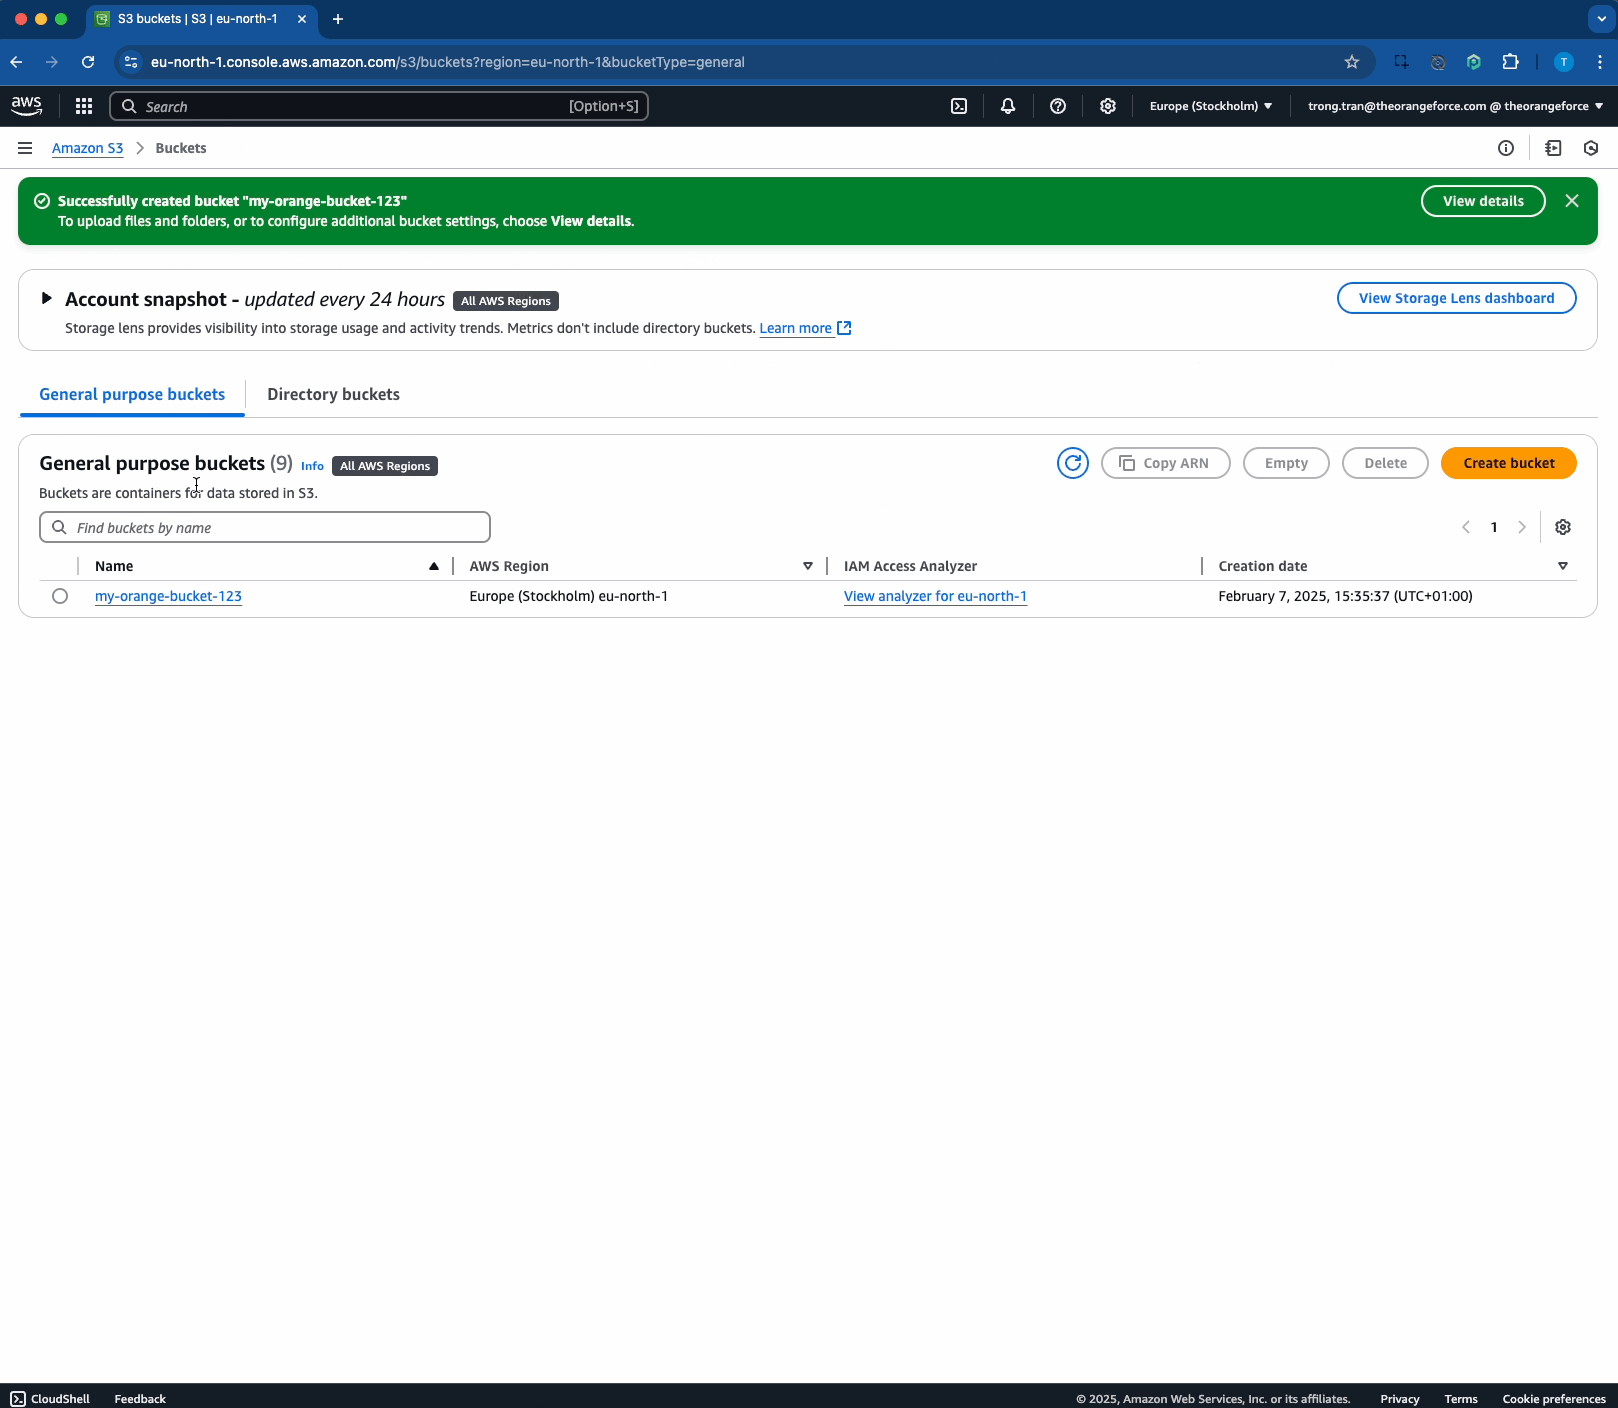 S3 buckets | S3 | eu-north-1
eu-north-1.console.aws.amazon.com/s3/buckets?region=eu-north-1&bucketType=general
T
aws
Search
[Option+S]
Europe (Stockholm)
trong.tran@theorangeforce.com @ theorangeforce
Amazon S3
Buckets
Successfully created bucket "my-orange-bucket-123"
To upload files and folders, or to configure additional bucket settings, choose View details.
View details
Account snapshot - updated every 24 hours
All AWS Regions
View Storage Lens dashboard
Storage lens provides visibility into storage usage and activity trends. Metrics don't include directory buckets. Learn more
General purpose buckets
Directory buckets
General purpose buckets (9)
Info
All AWS Regions
Copy ARN
Empty
Delete
Create bucket
Buckets are containers for data stored in S3.
Find buckets by name
1
Name
AWS Region
IAM Access Analyzer
Creation date
my-orange-bucket-123
Europe (Stockholm) eu-north-1
View analyzer for eu-north-1
February 7, 2025, 15:35:37 (UTC+01:00)
CloudShell
Feedback
© 2025, Amazon Web Services, Inc. or its affiliates.
Privacy
Terms
Cookie preferences